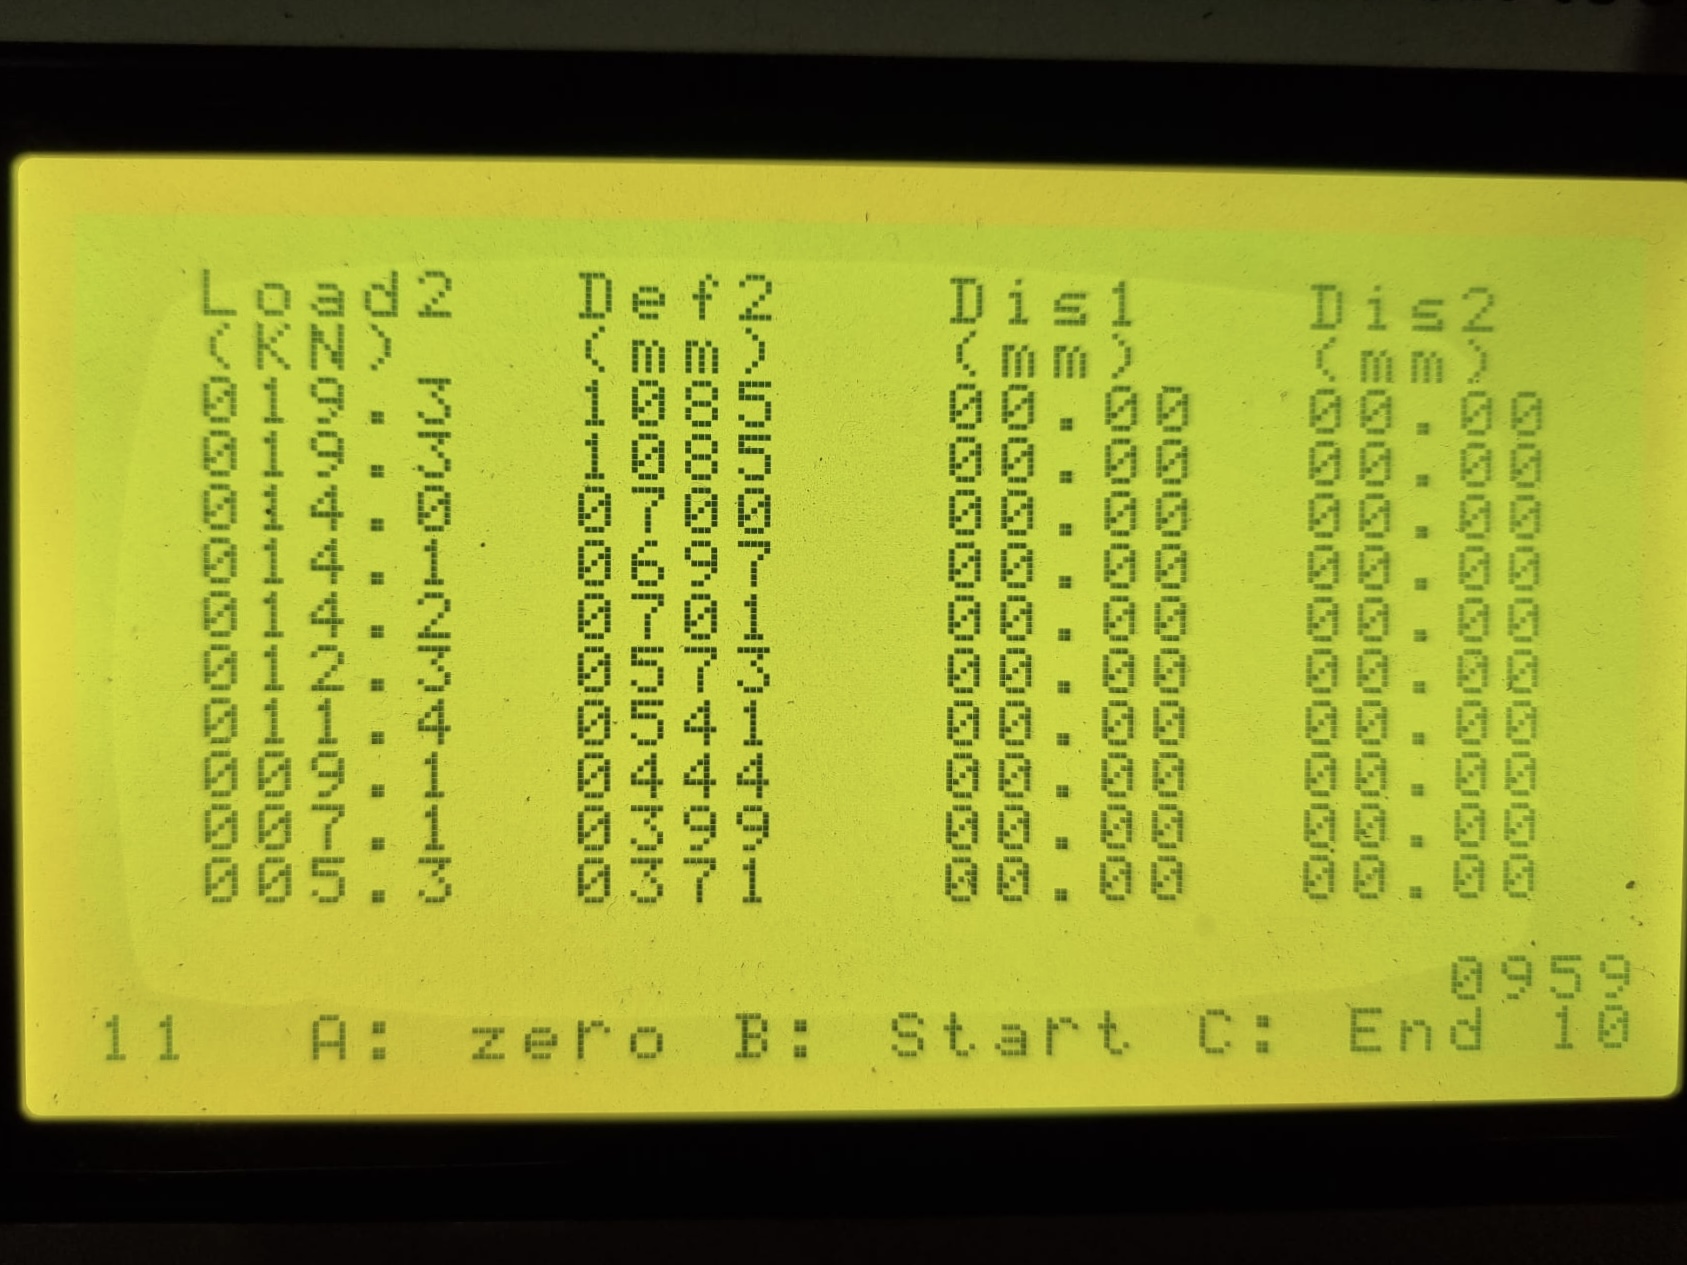 Load2 Def2 Dis1 Dis2
(KN) (mm) (mm) (mm)
019.3 1085 00.00 00.00
019.3 1085 00.00 00.00
014.0 0700 00.00 00.00
014.1 0697 00.00 00.00
014.2 0701 00.00 00.00
012.3 0573 00.00 00.00
011.4 0541 00.00 00.00
009.1 0444 00.00 00.00
007.1 0399 00.00 00.00
005.3 0371 00.00 00.00
0959
11 A: zero B: Start C: End 10